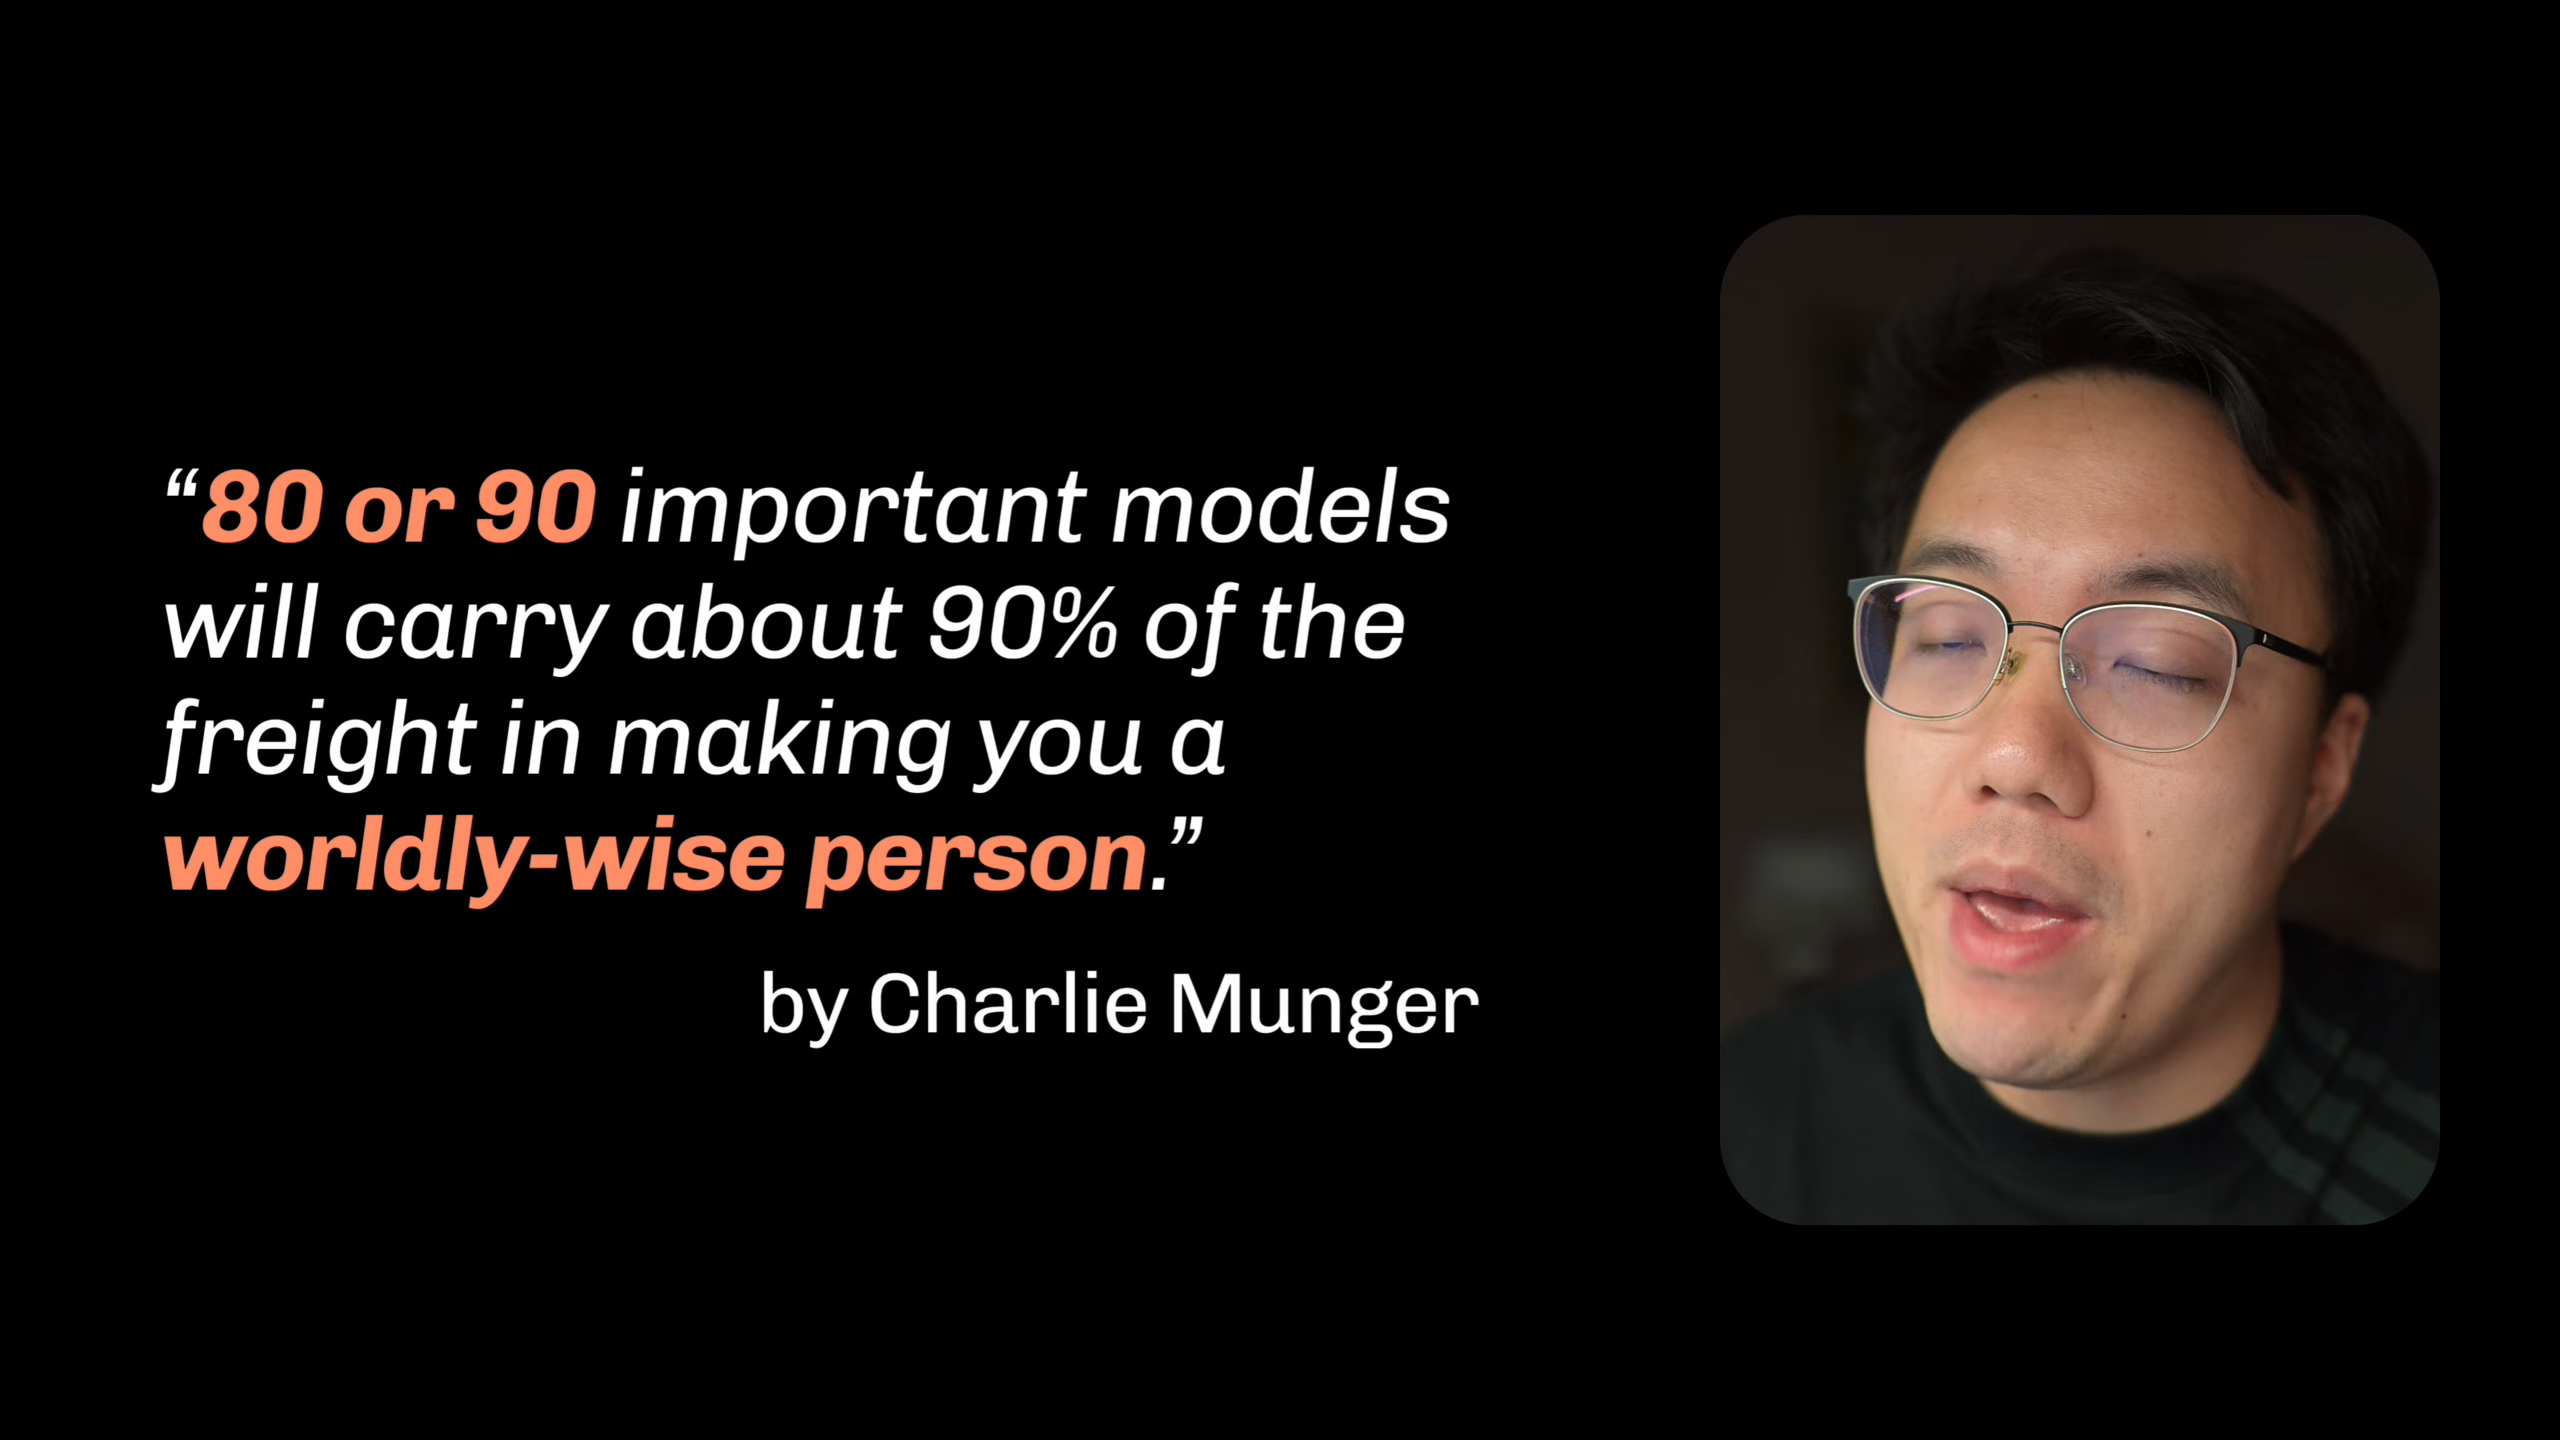 “80 or 90 important models
will carry about 90% of the
freight in making you a
worldly-wise person.”
by Charlie Munger